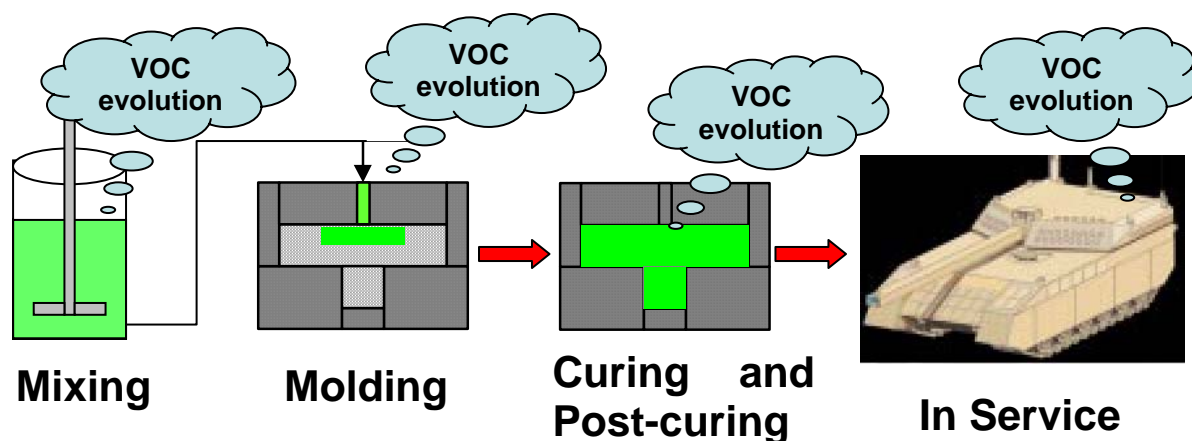 VOC
evolution
VOC
evolution
VOC
evolution
VOC
evolution
Mixing
Molding
Curing and
Post-curing
In Service